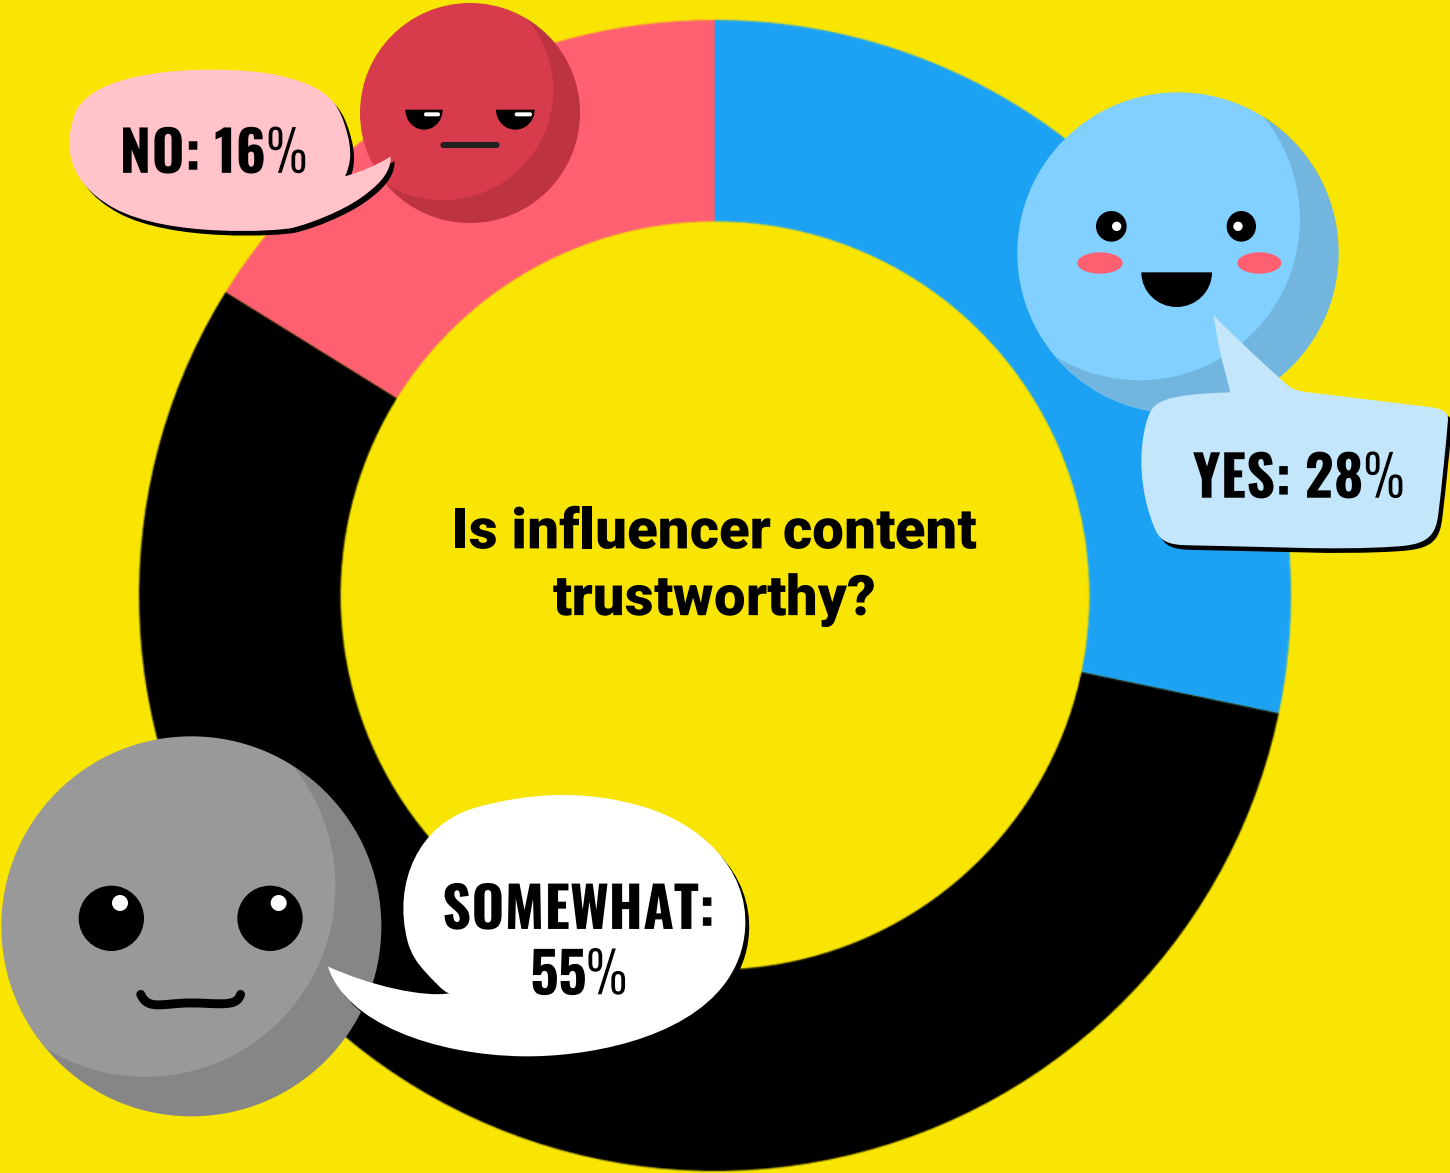 NO: 16%
YES: 28%
Is influencer content
trustworthy?
SOMEWHAT:
55%